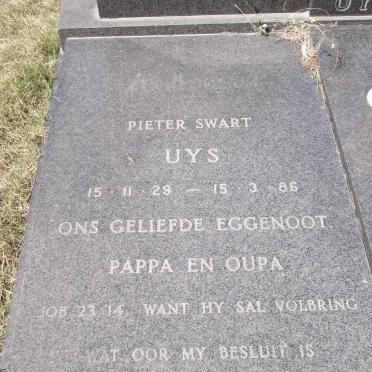 UY
PIETER SWART
UYS
15 · 11 · 29 — 15 · 3 · 86
ONS GELIEFDE EGGENOOT,
PAPPA EN OUPA
JOB 23 : 14. WANT HY SAL VOLBRING
WAT OOR MY BESLUIT IS.